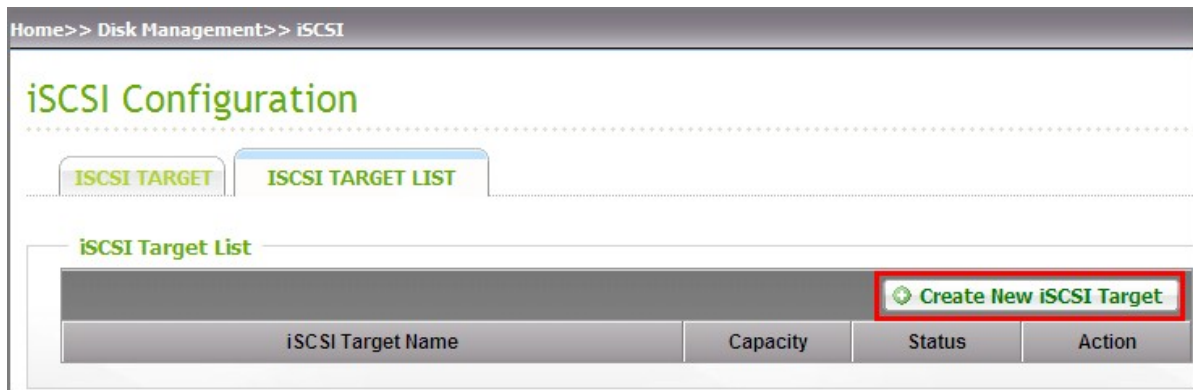 Home>> Disk Management>> iSCSI
iSCSI Configuration
ISCSI TARGET ISCSI TARGET LIST
iSCSI Target List
Create New iSCSI Target
iSCSI Target Name Capacity Status Action